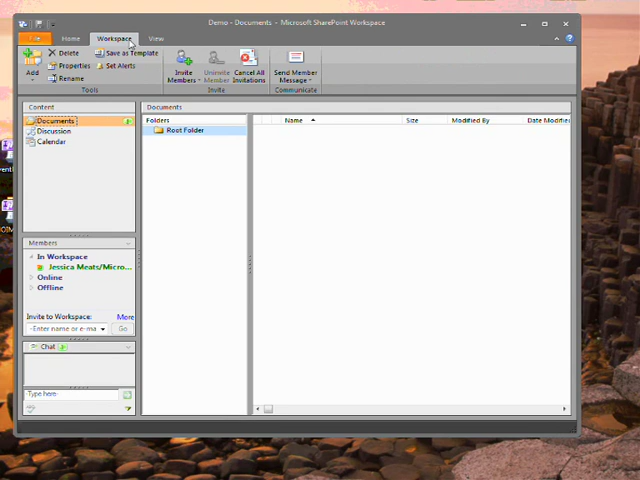 Demo - Documents - Microsoft SharePoint Workspace
File Home Workspace View
Add
Delete
Properties
Rename
Save as Template
Set Alerts
Tools
Invite Members
Uninvite Member
Cancel All Invitations
Invite
Send Member Message
Communicate
Content
Documents
Discussion
Calendar
Members
In Workspace
Jessica Meats/Micro...
Online
Offline
Invite to Workspace: More
-Enter name or e-ma Go
Chat
-Type here-
Documents
Folders
Root Folder
Name Size Modified By Date Modified